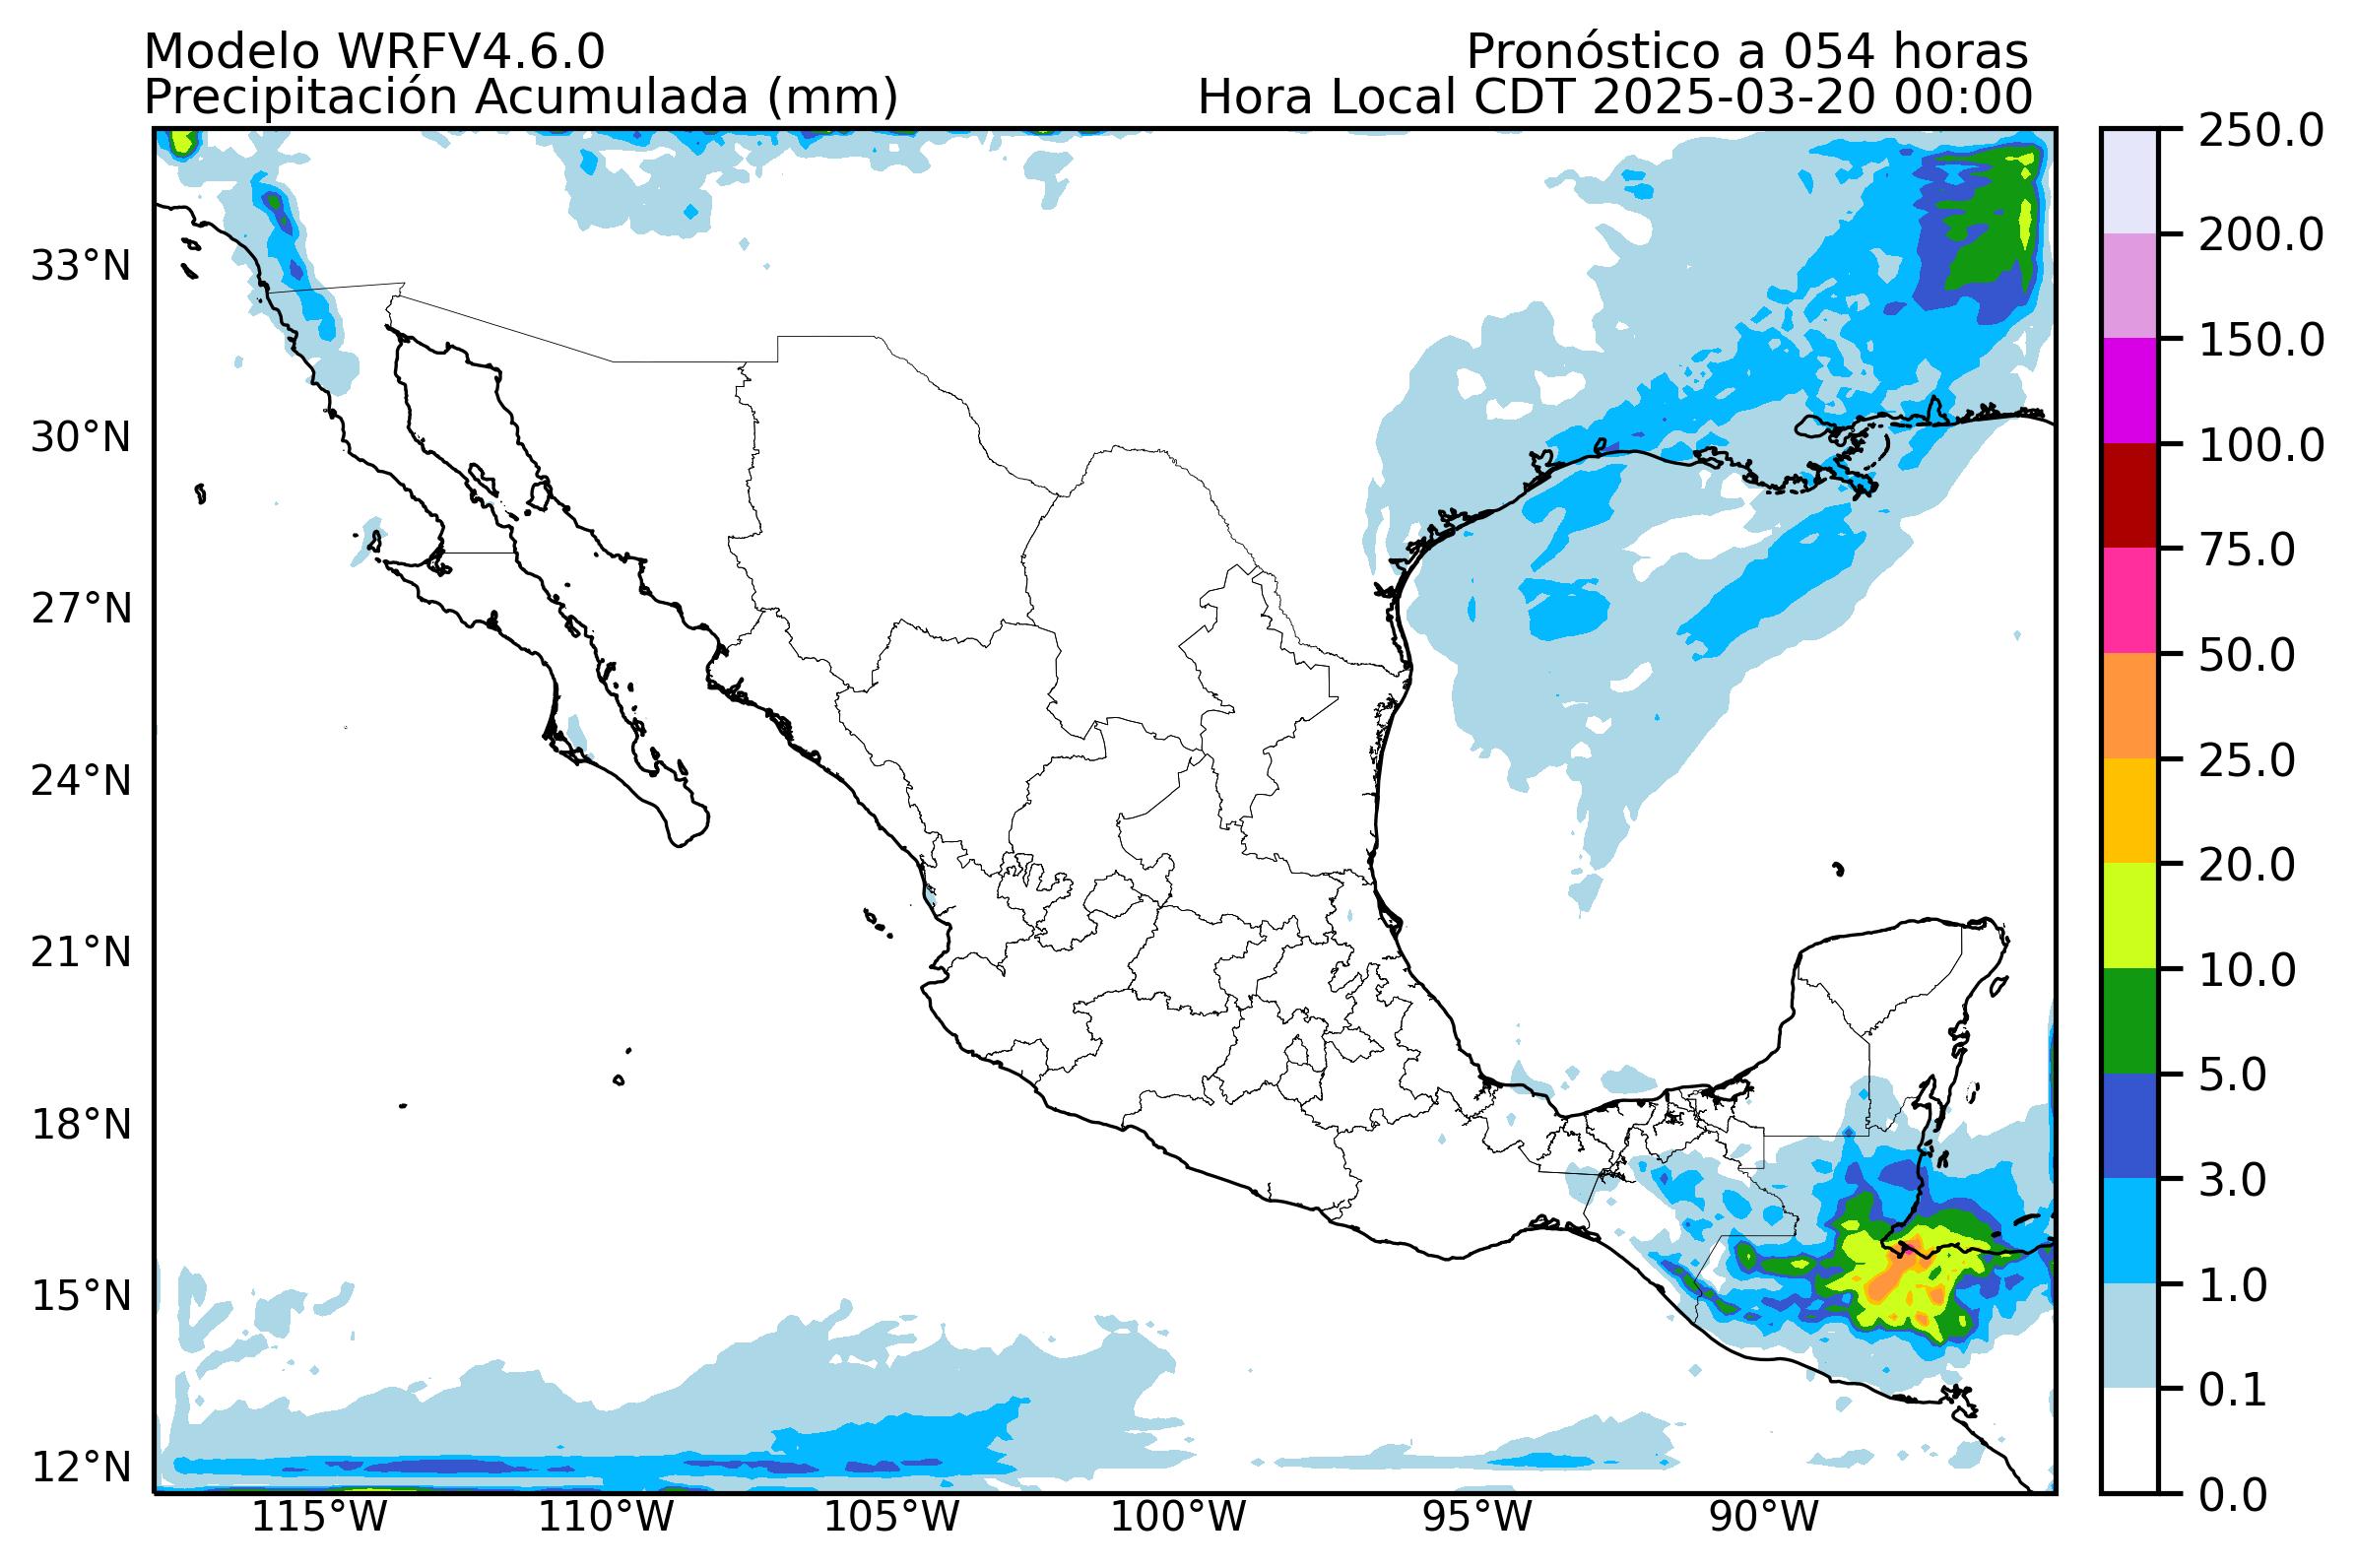 Modelo WRFV4.6.0
Pronóstico a 054 horas
Precipitación Acumulada (mm)
Hora Local CDT 2025-03-20 00:00
33°N
30°N
27°N
24°N
21°N
18°N
15°N
12°N
115°W
110°W
105°W
100°W
95°W
90°W
250.0
200.0
150.0
100.0
75.0
50.0
25.0
20.0
10.0
5.0
3.0
1.0
0.1
0.0